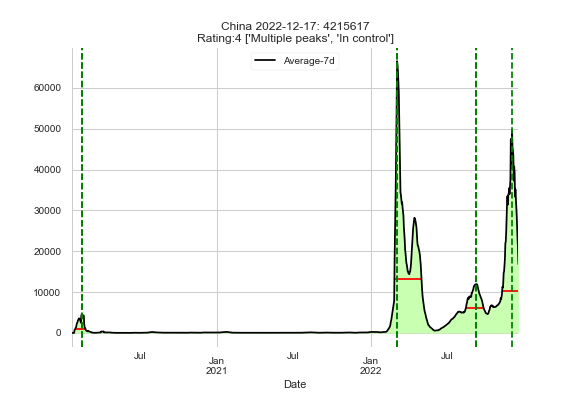 China 2022-12-17: 4215617
Rating:4 ['Multiple peaks', 'In control']
Average-7d
60000
50000
40000
30000
20000
10000
0
Jul
Jan
2021
Jul
Jan
2022
Jul
Date